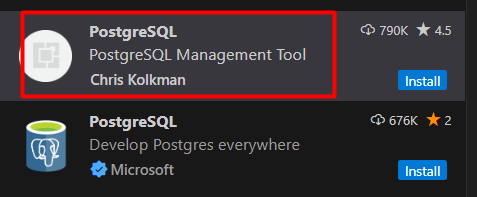 PostgreSQL 790K 4.5
PostgreSQL Management Tool
Chris Kolkman Install
PostgreSQL 676K 2
Develop Postgres everywhere
Microsoft Install